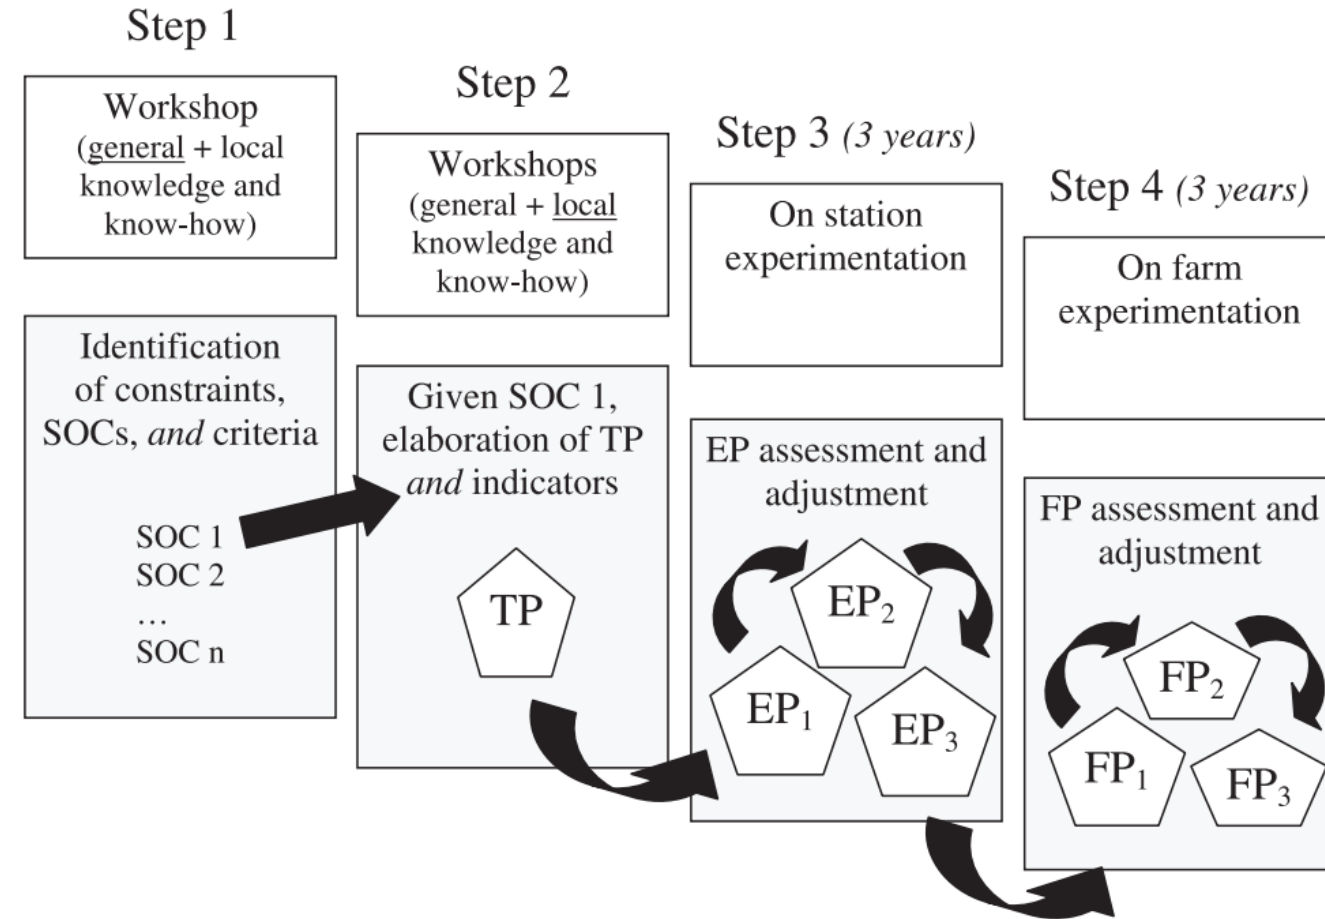 Step 1
Workshop
(general + local
knowledge and
know-how)
Identification
of constraints,
SOCs, and criteria
SOC 1
SOC 2
...
SOC n
Step 2
Workshops
(general + local
knowledge and
know-how)
Given SOC 1,
elaboration of TP
and indicators
TP
Step 3 (3 years)
On station
experimentation
EP assessment and
adjustment
EP₂
EP₁
EP₃
Step 4 (3 years)
On farm
experimentation
FP assessment and
adjustment
FP₂
FP₁
FP₃